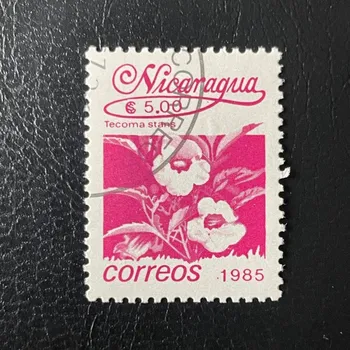 Nicaragua
₡ 5.00
Tecoma stans
correos 1985